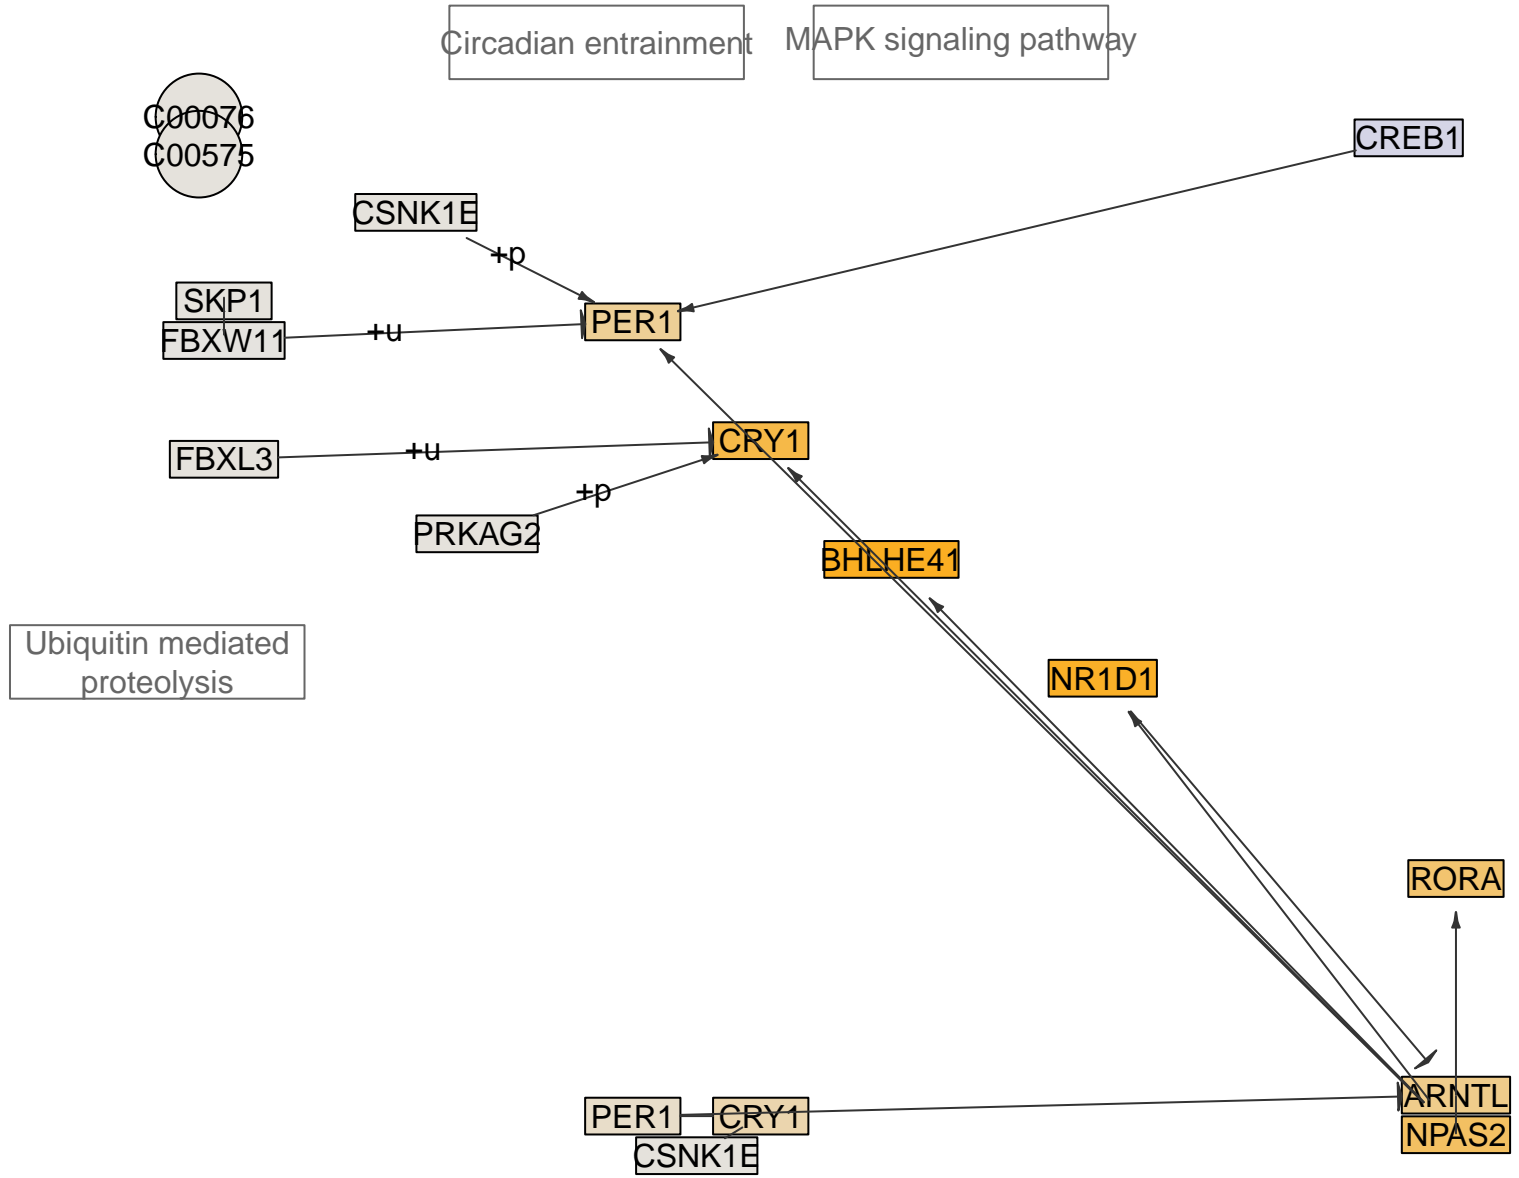 Circadian entrainment
MAPK signaling pathway
C00076
C00575
CREB1
CSNK1E
+p
SKP1
FBXW11
+u
PER1
FBXL3
+u
CRY1
+p
PRKAG2
BHLHE41
Ubiquitin mediated
proteolysis
NR1D1
RORA
ARNTL
NPAS2
PER1
CRY1
CSNK1E